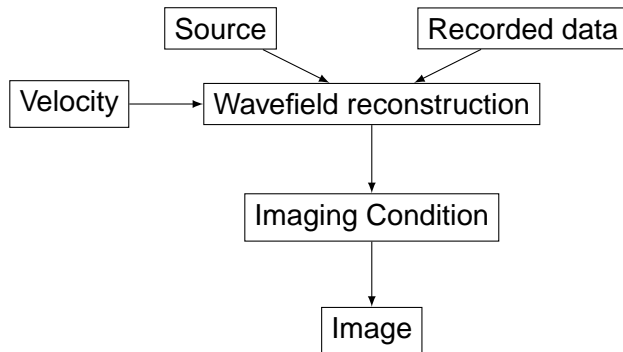 Source
Recorded data
Velocity
Wavefield reconstruction
Imaging Condition
Image